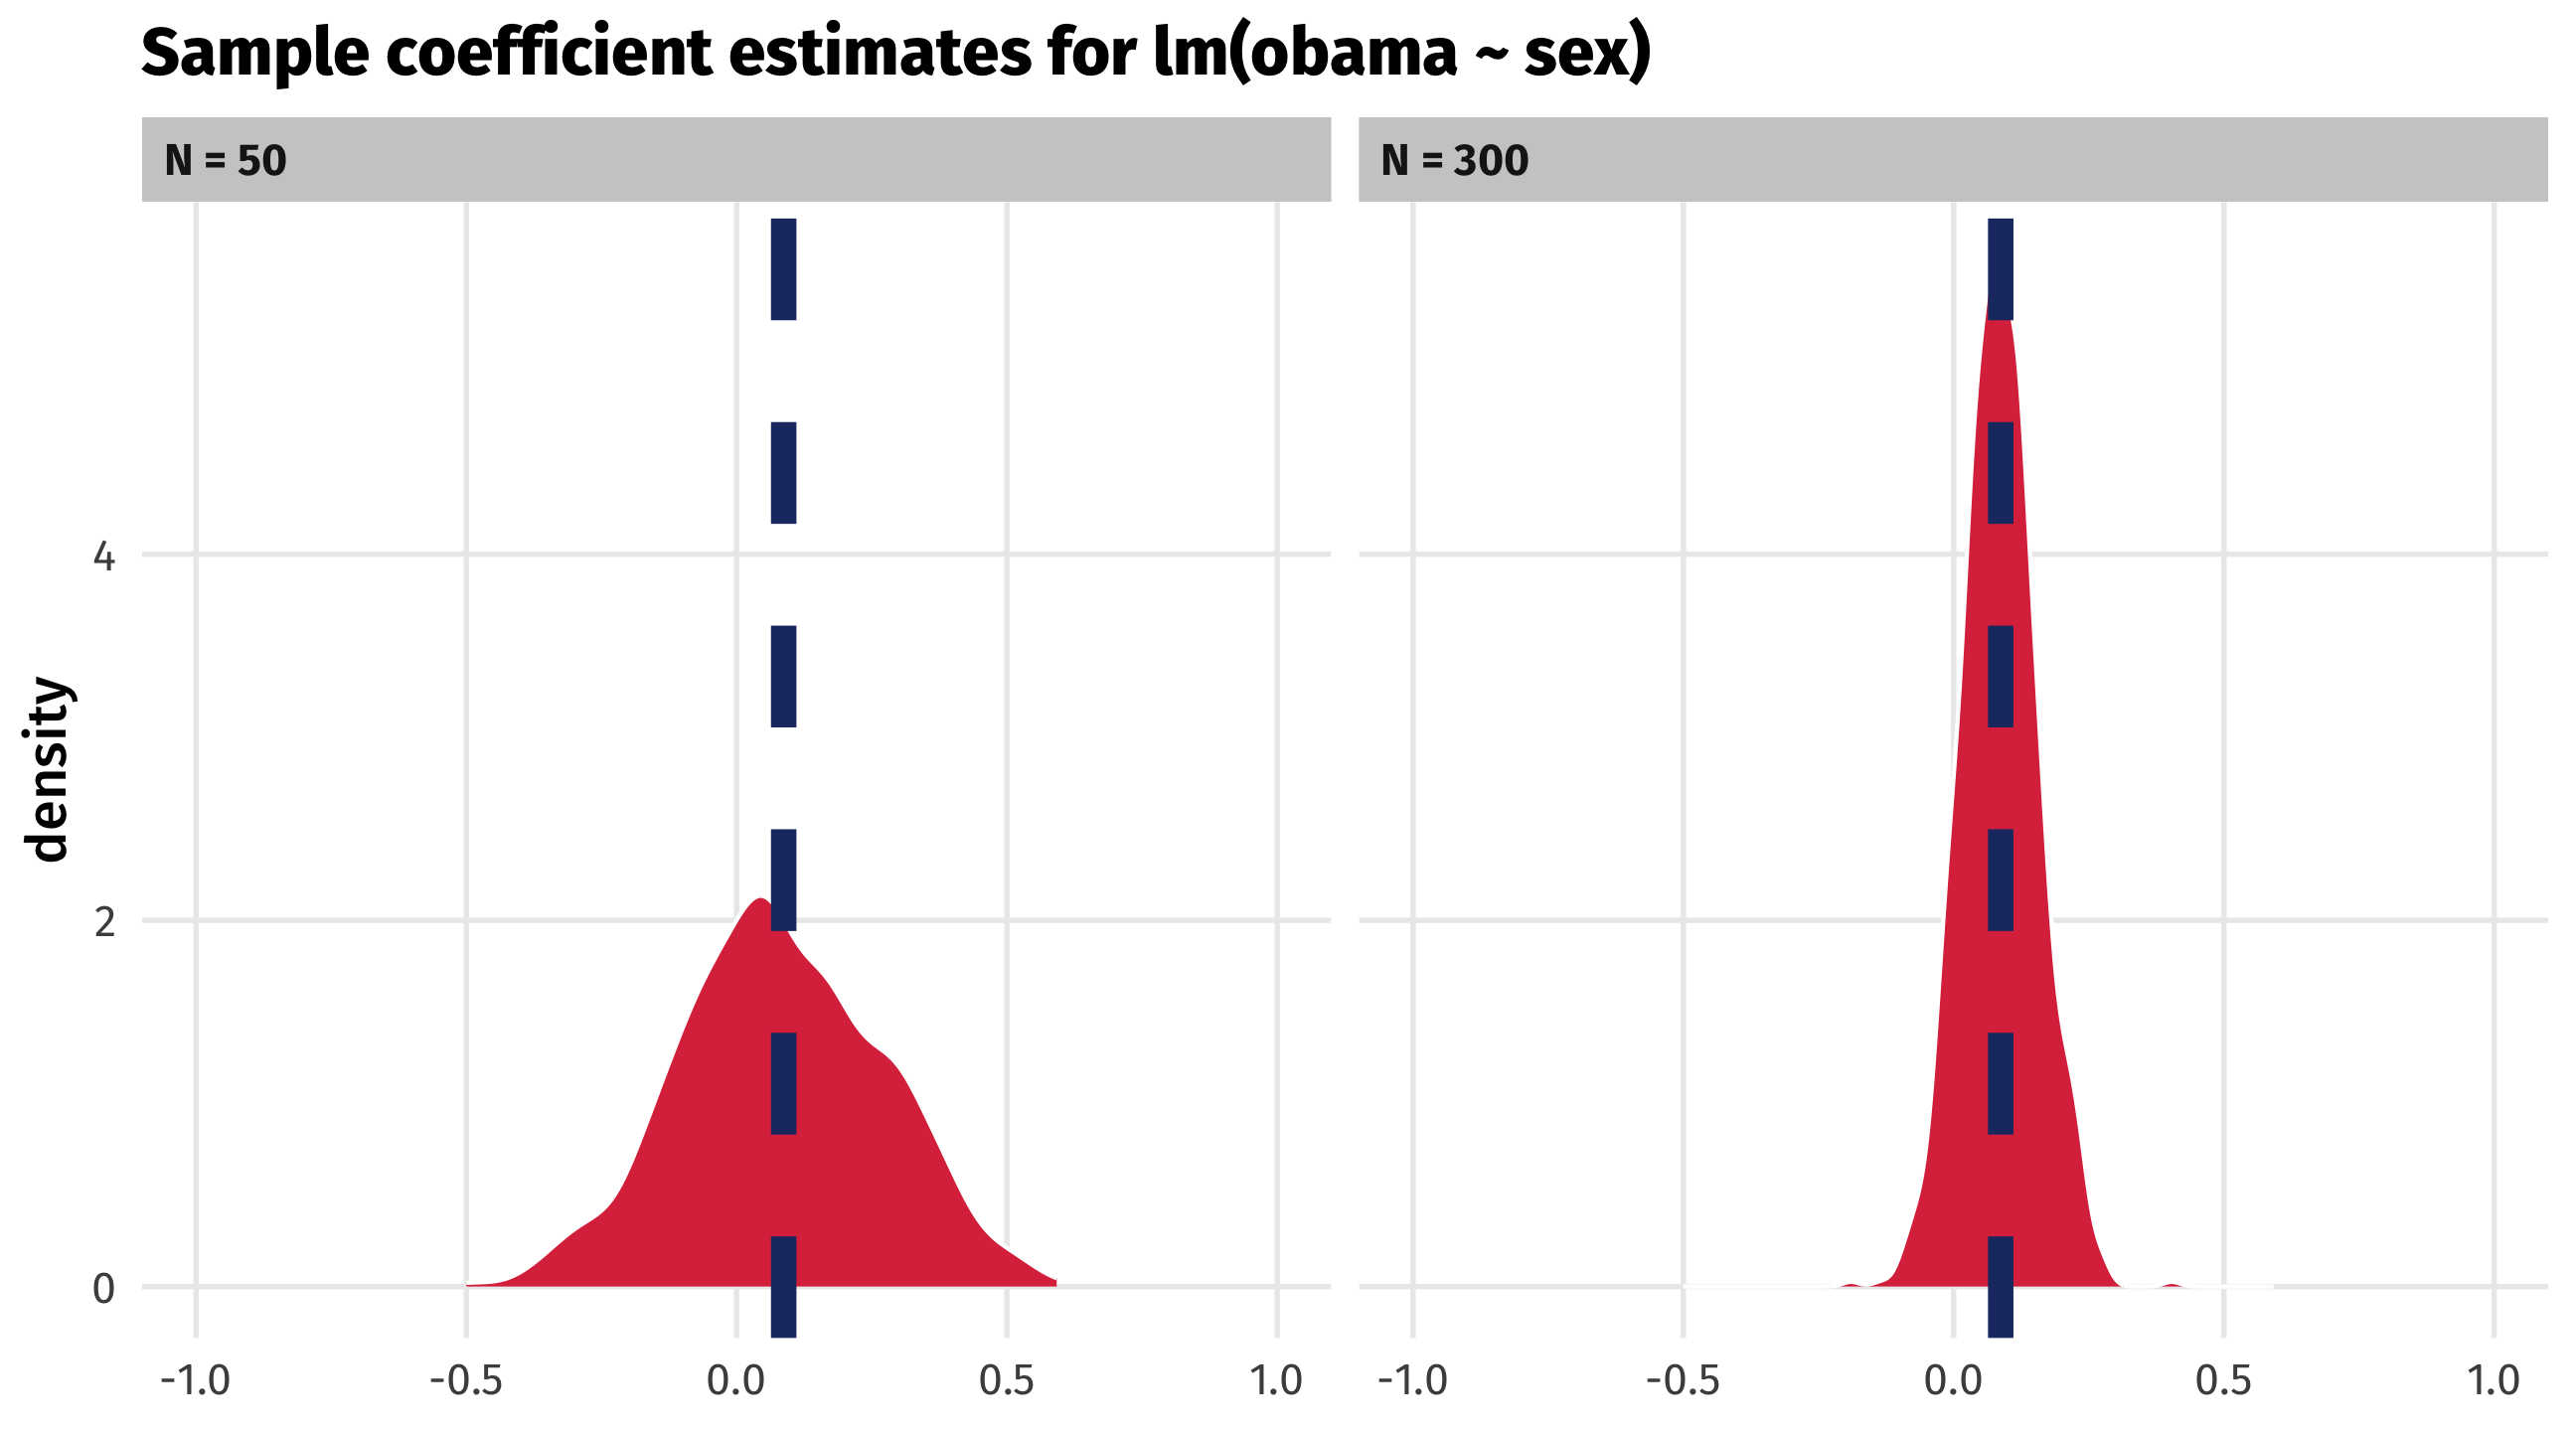 Sample coefficient estimates for lm(obama ~ sex)
N = 50
N = 300
density
4
2
0
-1.0 -0.5 0.0 0.5 1.0
-1.0 -0.5 0.0 0.5 1.0